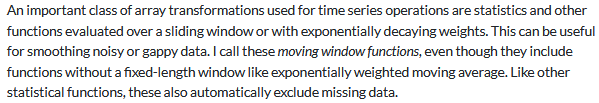 An important class of array transformations used for time series operations are statistics and other
functions evaluated over a sliding window or with exponentially decaying weights. This can be useful
for smoothing noisy or gappy data. I call these moving window functions, even though they include
functions without a fixed-length window like exponentially weighted moving average. Like other
statistical functions, these also automatically exclude missing data.